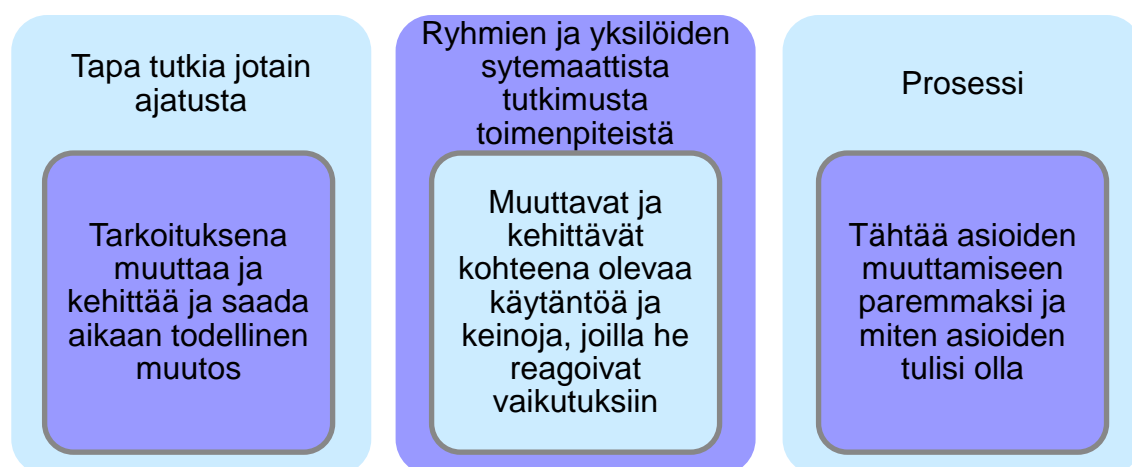 Tapa tutkia jotain
ajatusta
Tarkoituksena
muuttaa ja
kehittää ja saada
aikaan todellinen
muutos
Ryhmien ja yksilöiden
sytemaattista
tutkimusta
toimenpiteistä
Muuttavat ja
kehittävät
kohteena olevaa
käytäntöä ja
keinoja, joilla he
reagoivat
vaikutuksiin
Prosessi
Tähtää asioiden
muuttamiseen
paremmaksi ja
miten asioiden
tulisi olla